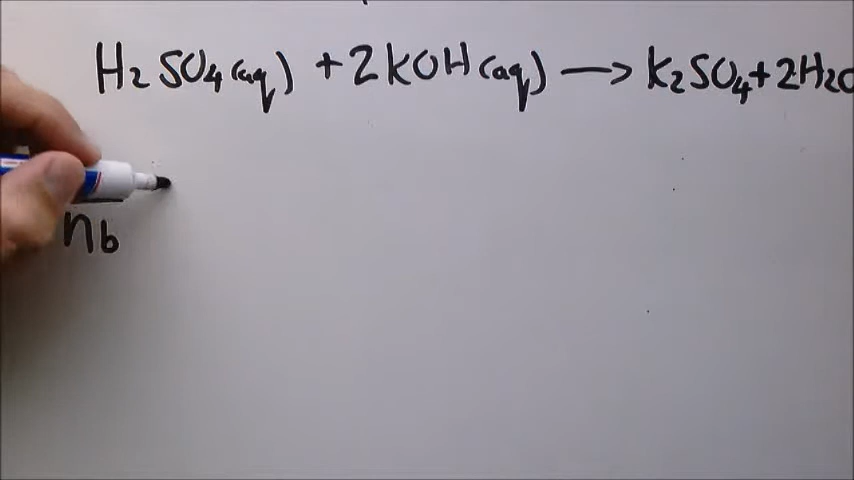 H₂SO₄(aq) + 2KOH(aq) → K₂SO₄ + 2H₂O
nb